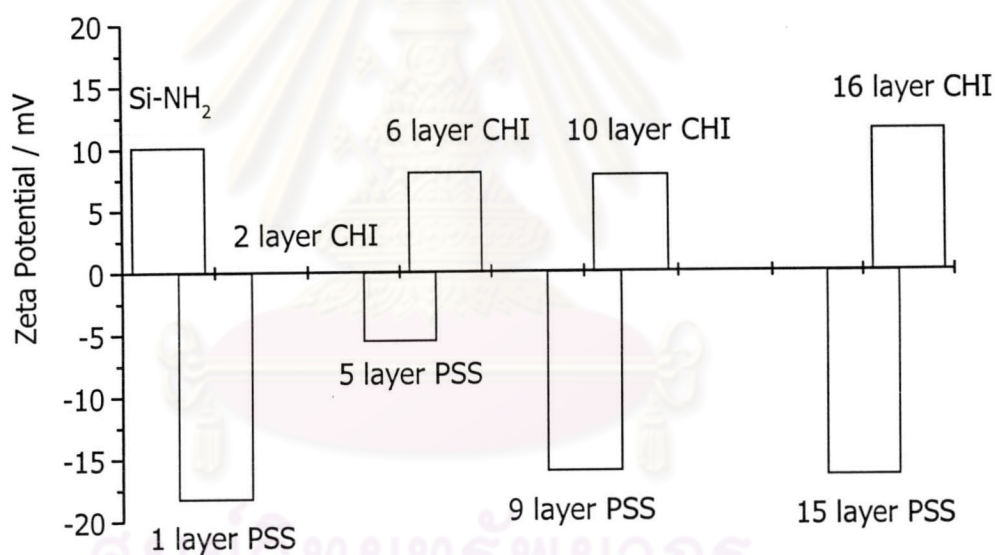 20
15
10
5
0
-5
-10
-15
-20
Zeta Potential / mV
Si-NH₂
2 layer CHI
6 layer CHI
10 layer CHI
16 layer CHI
1 layer PSS
5 layer PSS
9 layer PSS
15 layer PSS